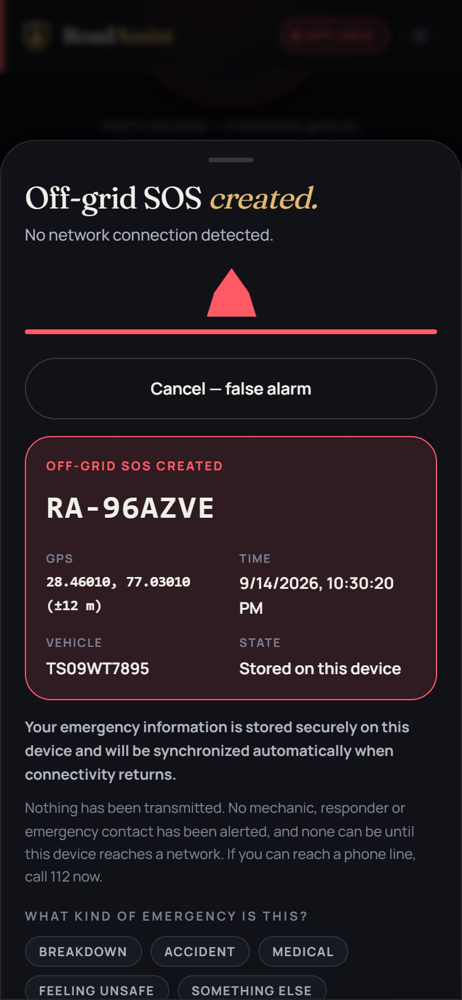 RoadAssist
OFF-GRID
Off-grid SOS created.
No network connection detected.
Cancel — false alarm
OFF-GRID SOS CREATED
RA-96AZVE
GPS
TIME
28.46010, 77.03010
(±12 m)
9/14/2026, 10:30:20
PM
VEHICLE
STATE
TS09WT7895
Stored on this device
Your emergency information is stored securely on this
device and will be synchronized automatically when
connectivity returns.
Nothing has been transmitted. No mechanic, responder or
emergency contact has been alerted, and none can be until
this device reaches a network. If you can reach a phone line,
call 112 now.
WHAT KIND OF EMERGENCY IS THIS?
BREAKDOWN
ACCIDENT
MEDICAL
FEELING UNSAFE
SOMETHING ELSE